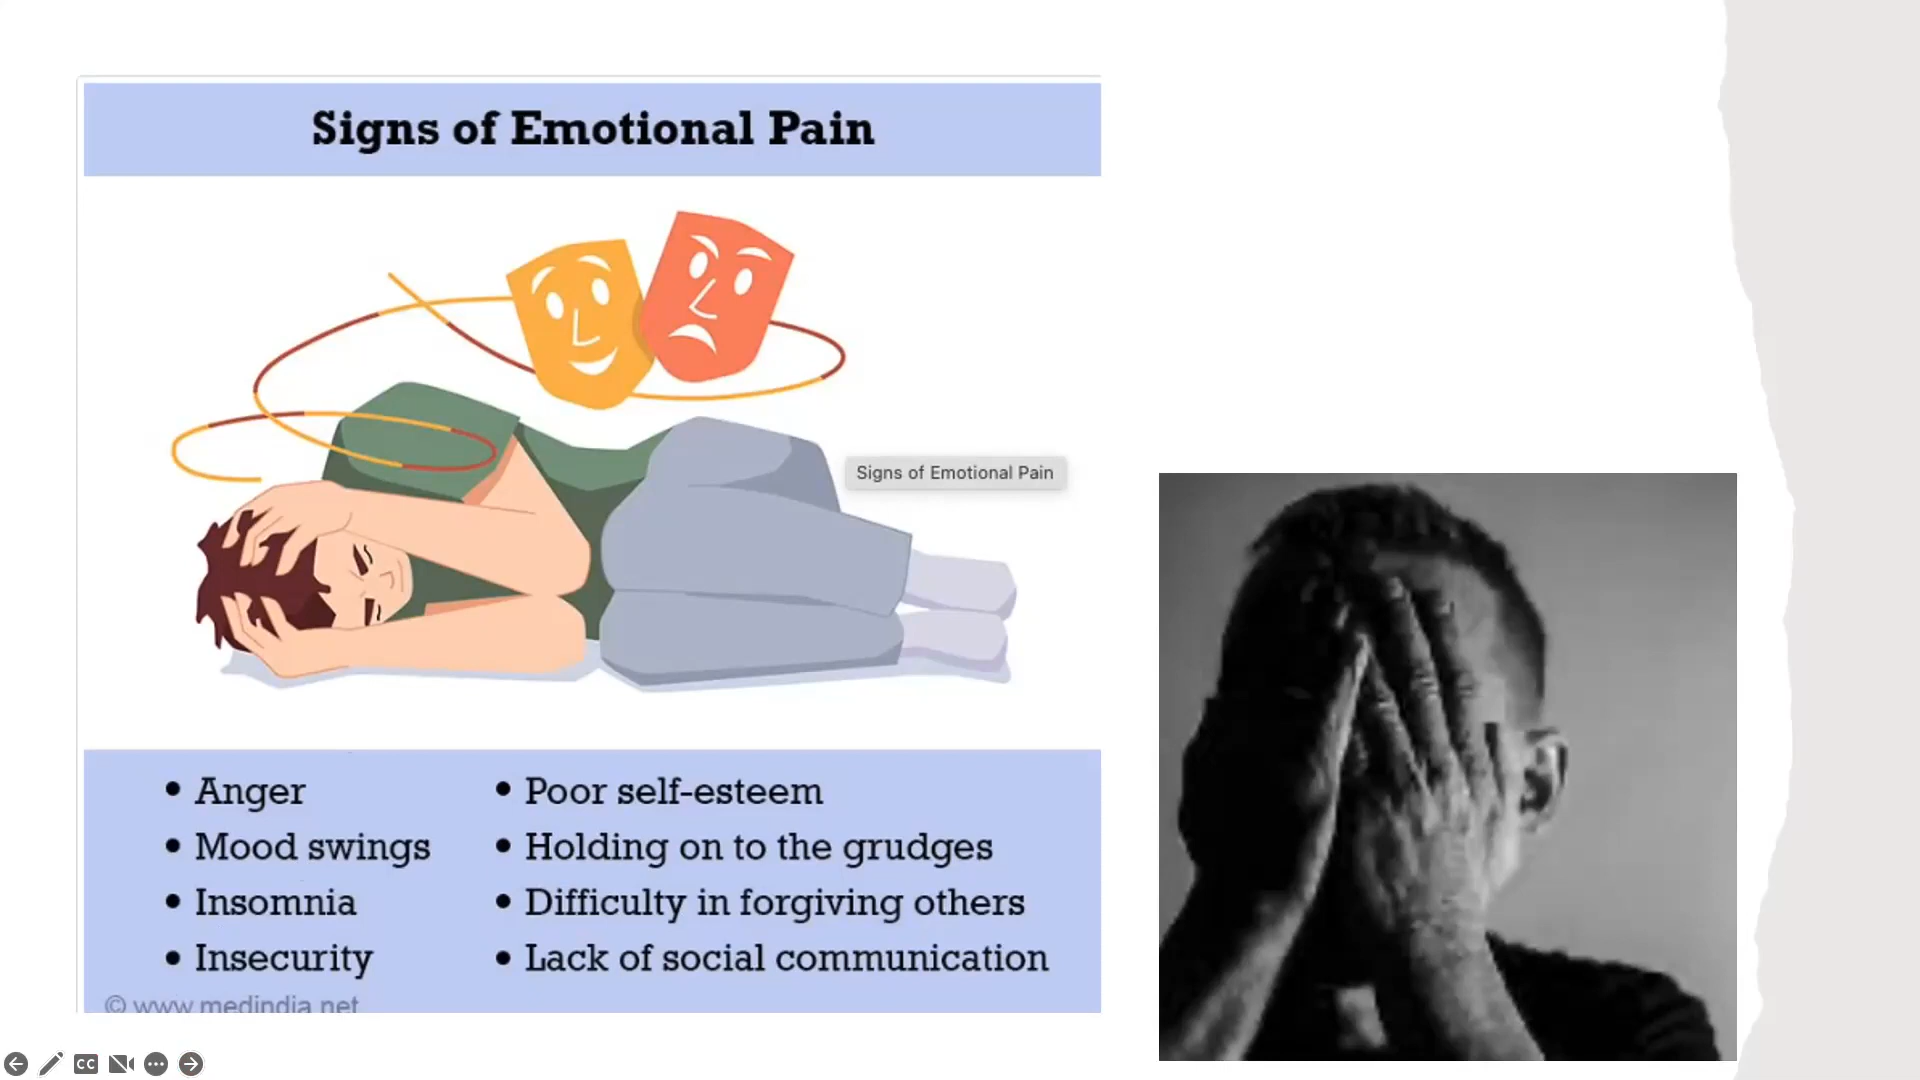 Signs of Emotional Pain
Signs of Emotional Pain
• Anger
• Mood swings
• Insomnia
• Insecurity
• Poor self-esteem
• Holding on to the grudges
• Difficulty in forgiving others
• Lack of social communication
© www.medindia.net
CC